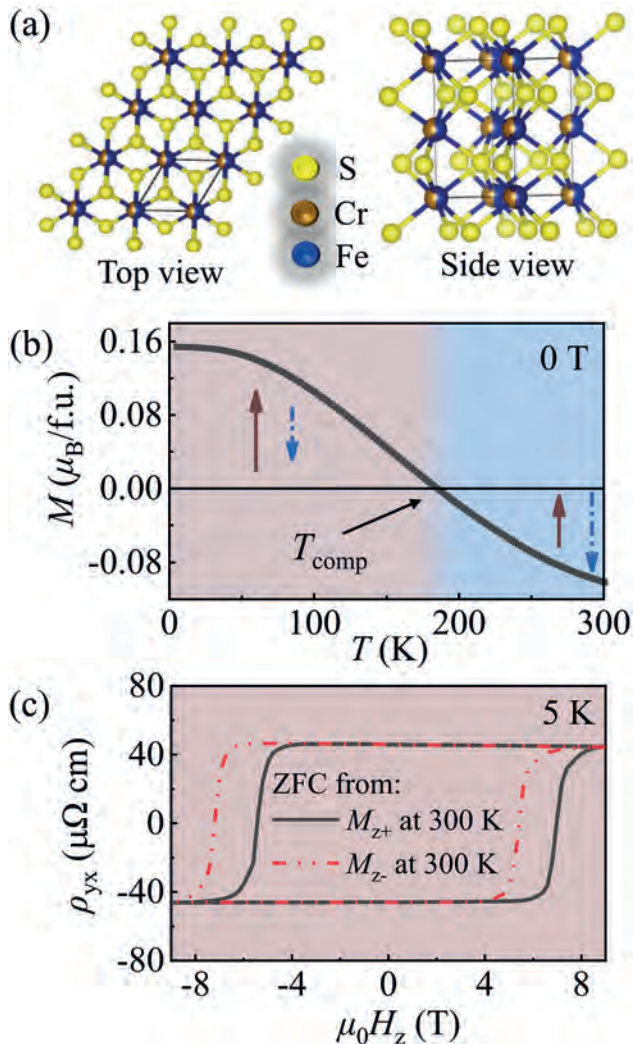 (a)
S
Cr
Fe
Top view
Side view
(b)
0.16
0.08
0.00
-0.08
M (μB/f.u.)
0 T
Tcomp
0
100
200
300
T (K)
(c)
80
40
0
-40
-80
ρyx (μΩ cm)
5 K
ZFC from:
Mz+ at 300 K
Mz- at 300 K
-8
-4
0
4
8
μ0Hz (T)